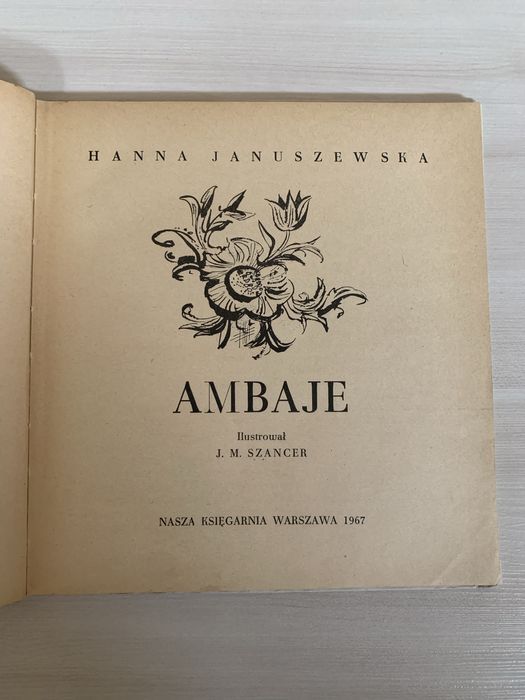 HANNA JANUSZEWSKA
AMBAJE
Ilustrował
J. M. SZANCER
NASZA KSIĘGARNIA WARSZAWA 1967